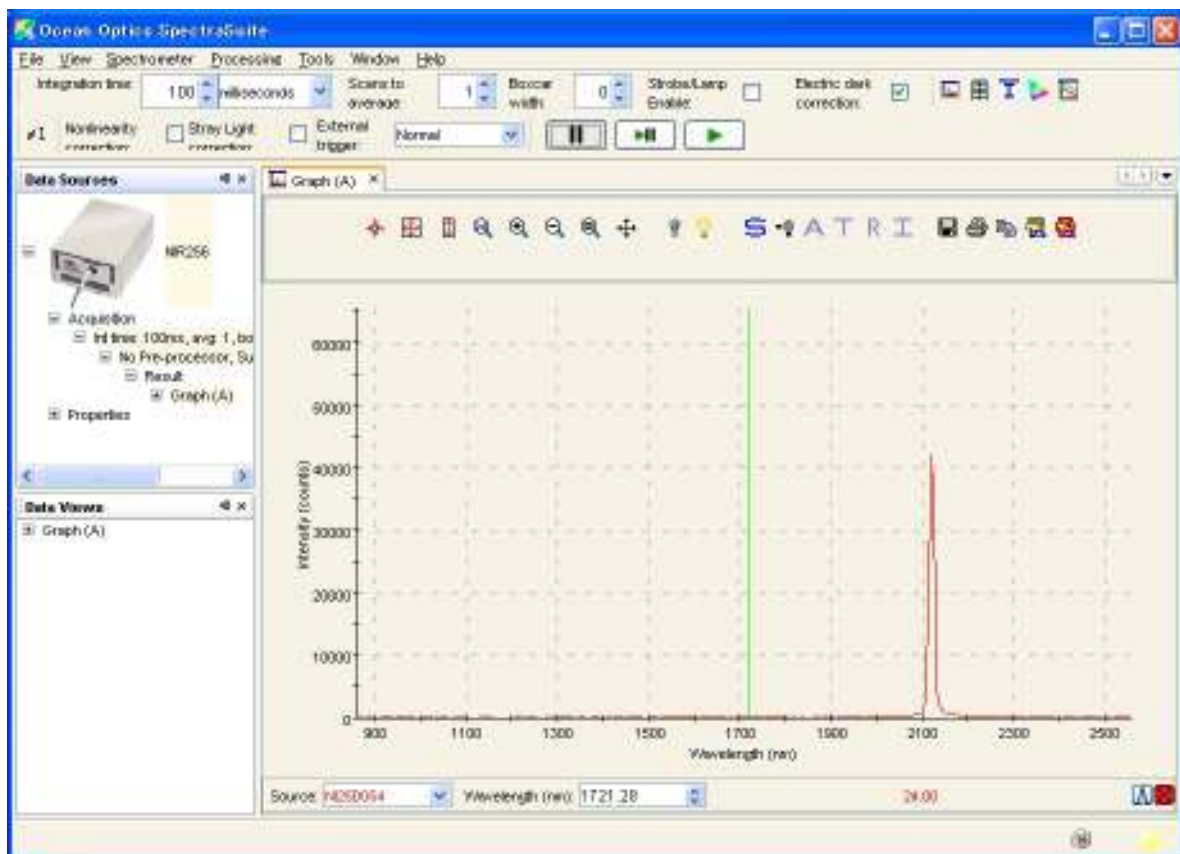 Ocean Optics SpectraSuite
File View Spectrometer Processing Tools Window Help
Integration time: 100 milliseconds Scans to average: 1 Boxcar width: 0 Strobe/Lamp Enable: Electric dark correction:
Nonlinearity correction: Stray Light correction: External trigger: Normal
Data Sources
Graph (A)
NIR256
S A T R I
Acquisition
Int time: 100ms, avg: 1, bo
No Pre-processor, Su
Result
Graph (A)
Properties
Data Views
Graph (A)
Intensity (counts)
60000
50000
40000
30000
20000
10000
0
900 1100 1300 1500 1700 1900 2100 2300 2500
Wavelength (nm)
Source: Wavelength (nm): 1721.28 24.00